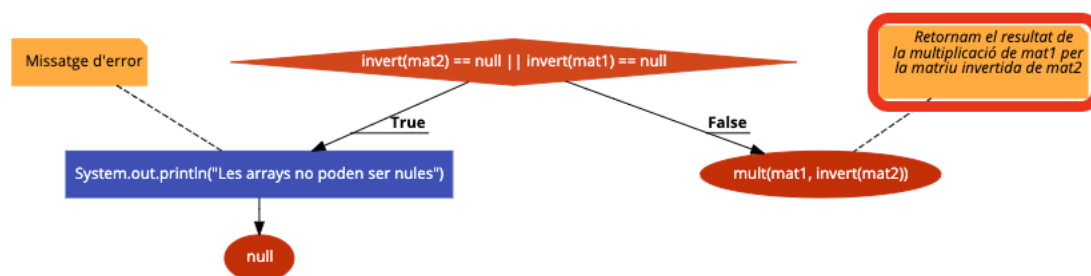 Missatge d'error
invert(mat2) == null || invert(mat1) == null
Retornam el resultat de
la multiplicació de mat1 per
la matriu invertida de mat2
True
False
System.out.println("Les arrays no poden ser nules")
mult(mat1, invert(mat2))
null